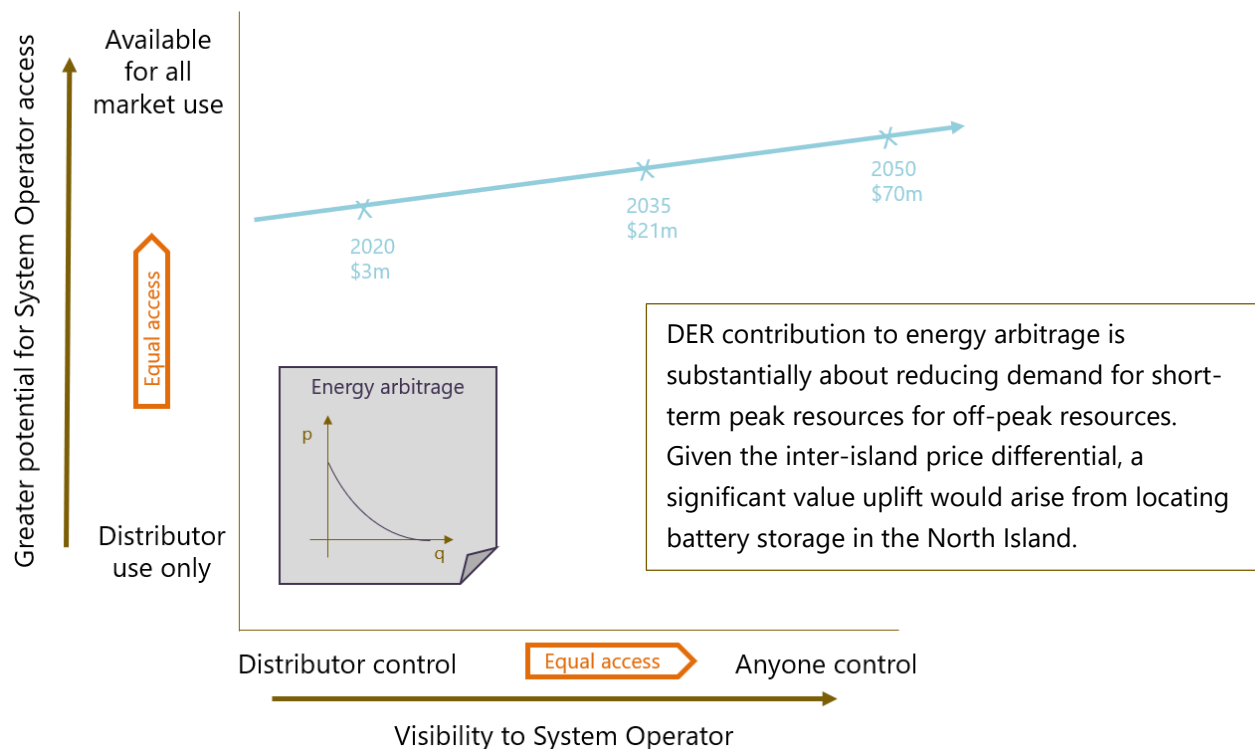 Greater potential for System Operator access
Available
for all
market use
Equal access
Distributor
use only
2020
$3m
2035
$21m
2050
$70m
Energy arbitrage
p
q
DER contribution to energy arbitrage is
substantially about reducing demand for short-
term peak resources for off-peak resources.
Given the inter-island price differential, a
significant value uplift would arise from locating
battery storage in the North Island.
Distributor control
Equal access
Anyone control
Visibility to System Operator